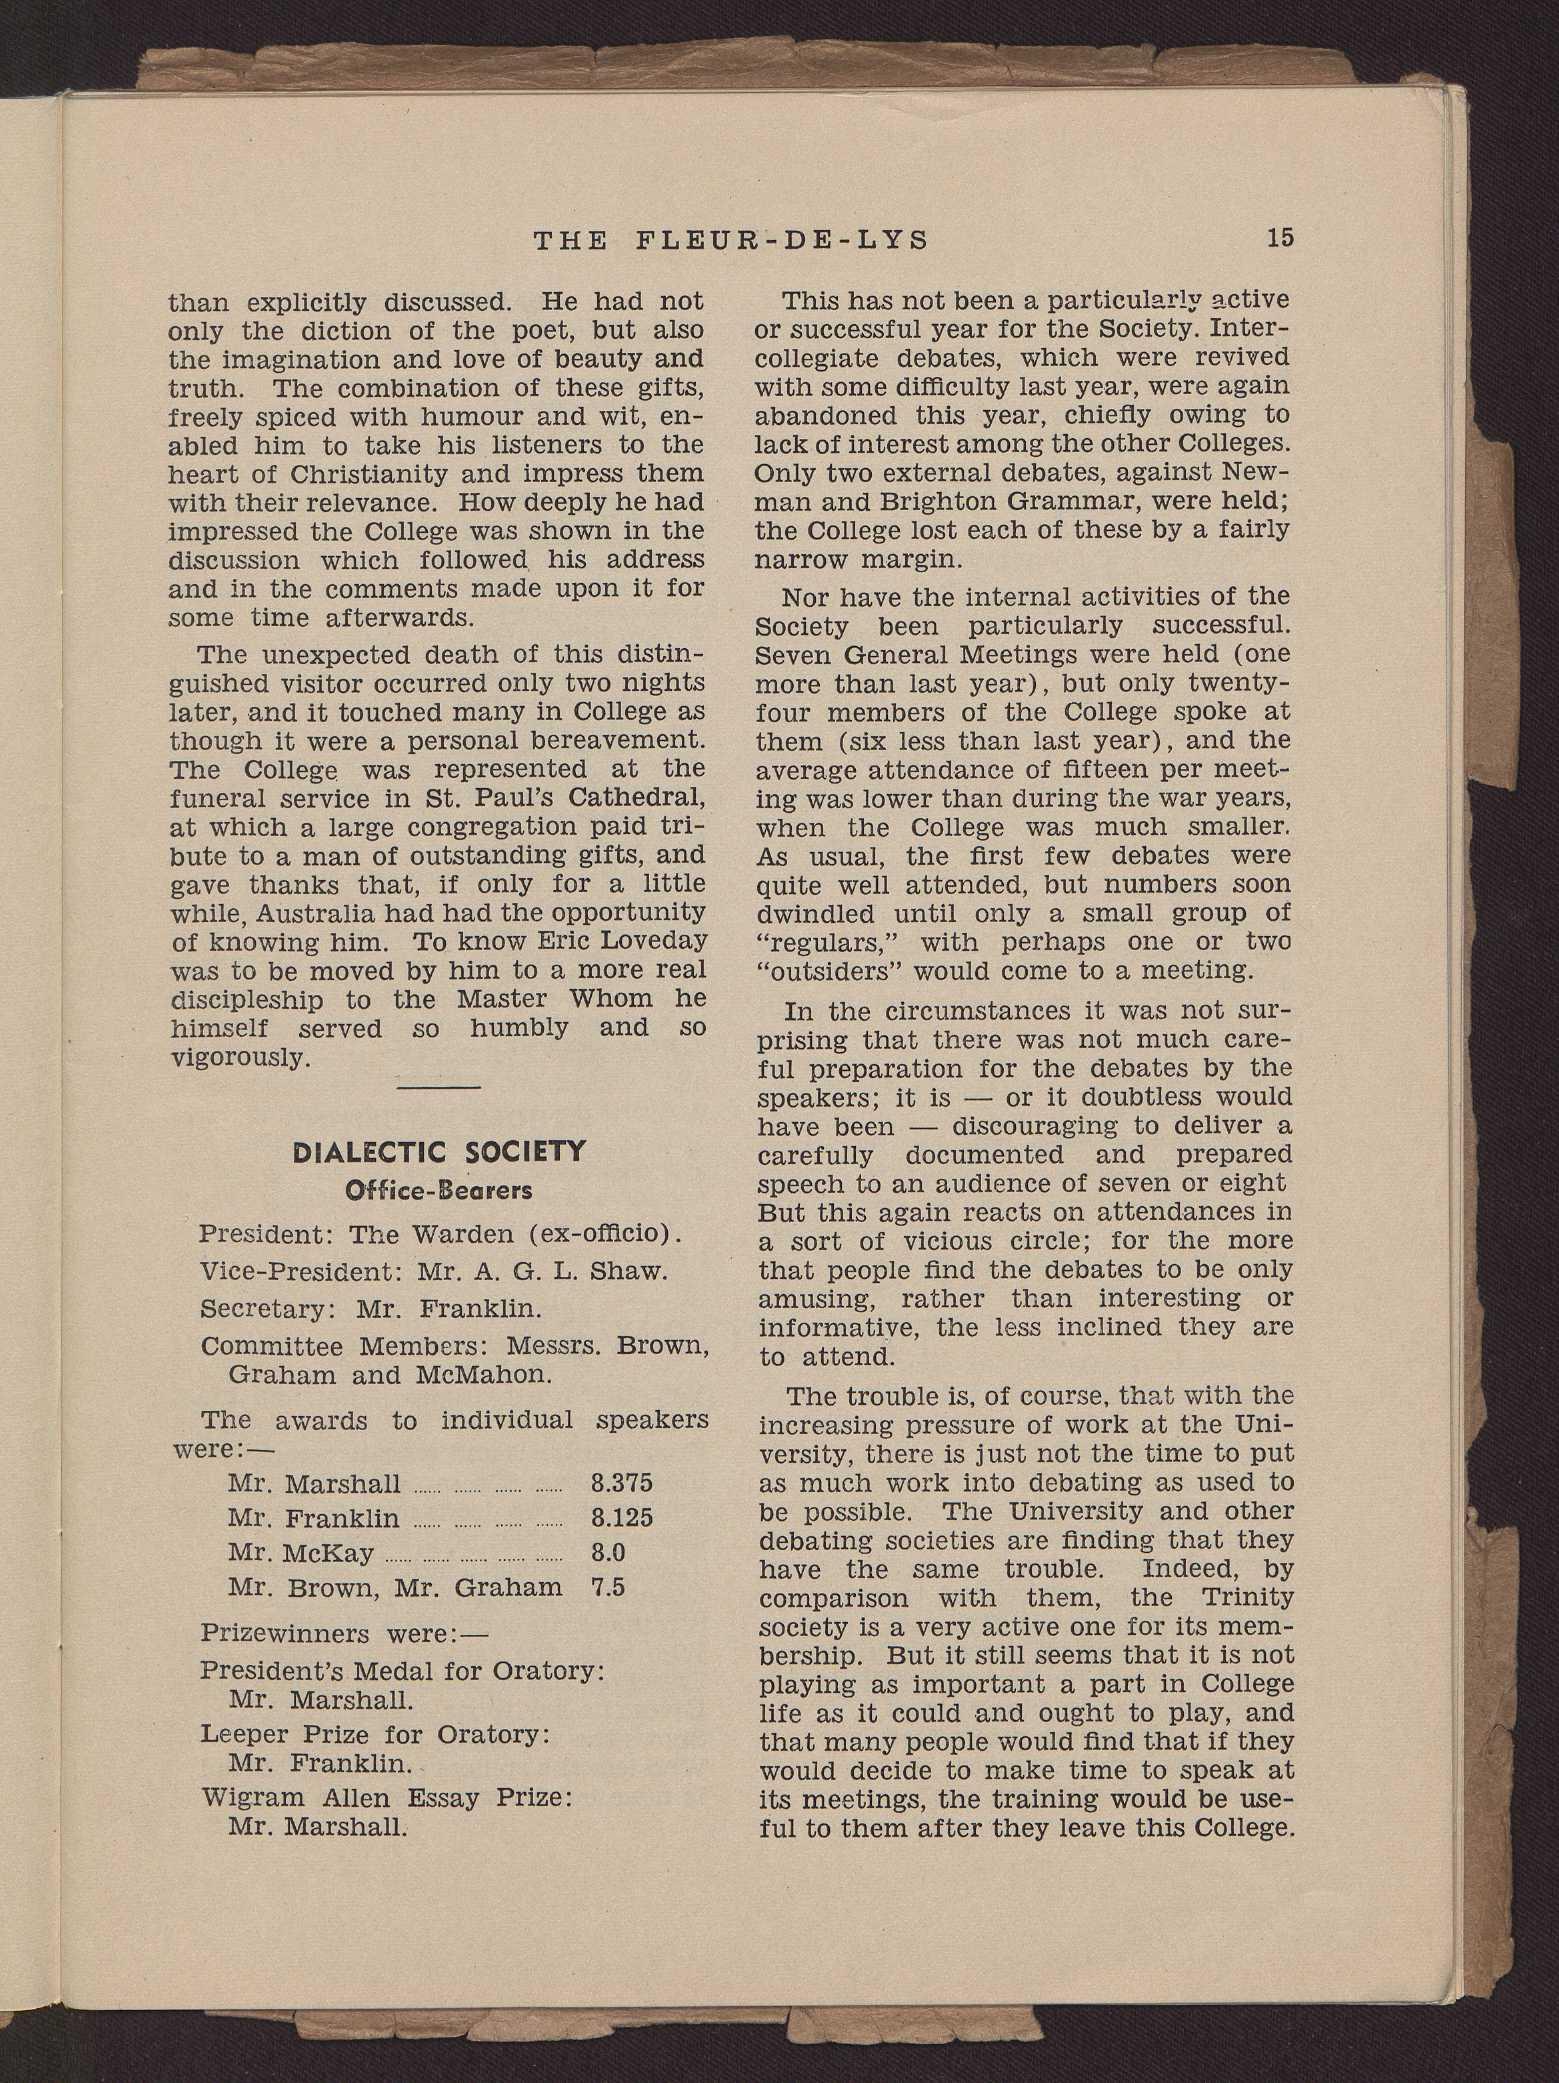 THE FLEUR-DE-LYS 15
than explicitly discussed. He had not
only the diction of the poet, but also
the imagination and love of beauty and
truth. The combination of these gifts,
freely spiced with humour and wit, en-
abled him to take his listeners to the
heart of Christianity and impress them
with their relevance. How deeply he had
impressed the College was shown in the
discussion which followed his address
and in the comments made upon it for
some time afterwards.
The unexpected death of this distin-
guished visitor occurred only two nights
later, and it touched many in College as
though it were a personal bereavement.
The College was represented at the
funeral service in St. Paul's Cathedral,
at which a large congregation paid tri-
bute to a man of outstanding gifts, and
gave thanks that, if only for a little
while, Australia had had the opportunity
of knowing him. To know Eric Loveday
was to be moved by him to a more real
discipleship to the Master Whom he
himself served so humbly and so
vigorously.
DIALECTIC SOCIETY
Office-Bearers
President: The Warden (ex-officio).
Vice-President: Mr. A. G. L. Shaw.
Secretary: Mr. Franklin.
Committee Members: Messrs. Brown,
Graham and McMahon.
The awards to individual speakers
were:—
Mr. Marshall ...... ...... ...... ...... 8.375
Mr. Franklin ...... ...... ...... ...... 8.125
Mr. McKay ...... ...... ...... ...... ...... 8.0
Mr. Brown, Mr. Graham 7.5
Prizewinners were:—
President's Medal for Oratory:
Mr. Marshall.
Leeper Prize for Oratory:
Mr. Franklin.
Wigram Allen Essay Prize:
Mr. Marshall.
This has not been a particularly active
or successful year for the Society. Inter-
collegiate debates, which were revived
with some difficulty last year, were again
abandoned this year, chiefly owing to
lack of interest among the other Colleges.
Only two external debates, against New-
man and Brighton Grammar, were held;
the College lost each of these by a fairly
narrow margin.
Nor have the internal activities of the
Society been particularly successful.
Seven General Meetings were held (one
more than last year), but only twenty-
four members of the College spoke at
them (six less than last year), and the
average attendance of fifteen per meet-
ing was lower than during the war years,
when the College was much smaller.
As usual, the first few debates were
quite well attended, but numbers soon
dwindled until only a small group of
“regulars,” with perhaps one or two
“outsiders” would come to a meeting.
In the circumstances it was not sur-
prising that there was not much care-
ful preparation for the debates by the
speakers; it is — or it doubtless would
have been — discouraging to deliver a
carefully documented and prepared
speech to an audience of seven or eight
But this again reacts on attendances in
a sort of vicious circle; for the more
that people find the debates to be only
amusing, rather than interesting or
informative, the less inclined they are
to attend.
The trouble is, of course, that with the
increasing pressure of work at the Uni-
versity, there is just not the time to put
as much work into debating as used to
be possible. The University and other
debating societies are finding that they
have the same trouble. Indeed, by
comparison with them, the Trinity
society is a very active one for its mem-
bership. But it still seems that it is not
playing as important a part in College
life as it could and ought to play, and
that many people would find that if they
would decide to make time to speak at
its meetings, the training would be use-
ful to them after they leave this College.